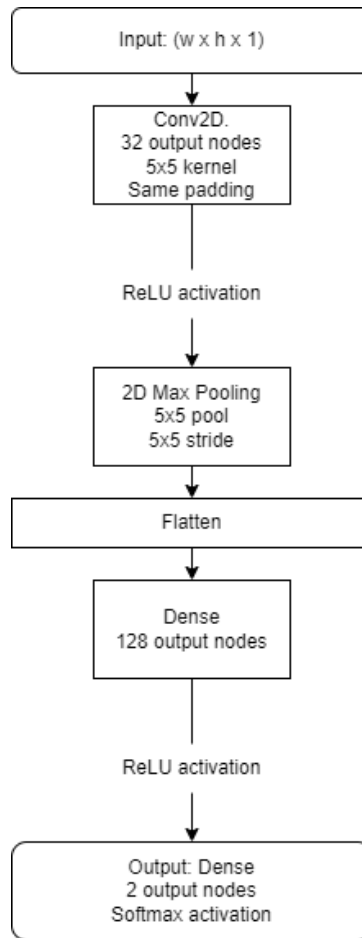 Input: (w x h x 1)
Conv2D.
32 output nodes
5x5 kernel
Same padding
ReLU activation
2D Max Pooling
5x5 pool
5x5 stride
Flatten
Dense
128 output nodes
ReLU activation
Output: Dense
2 output nodes
Softmax activation